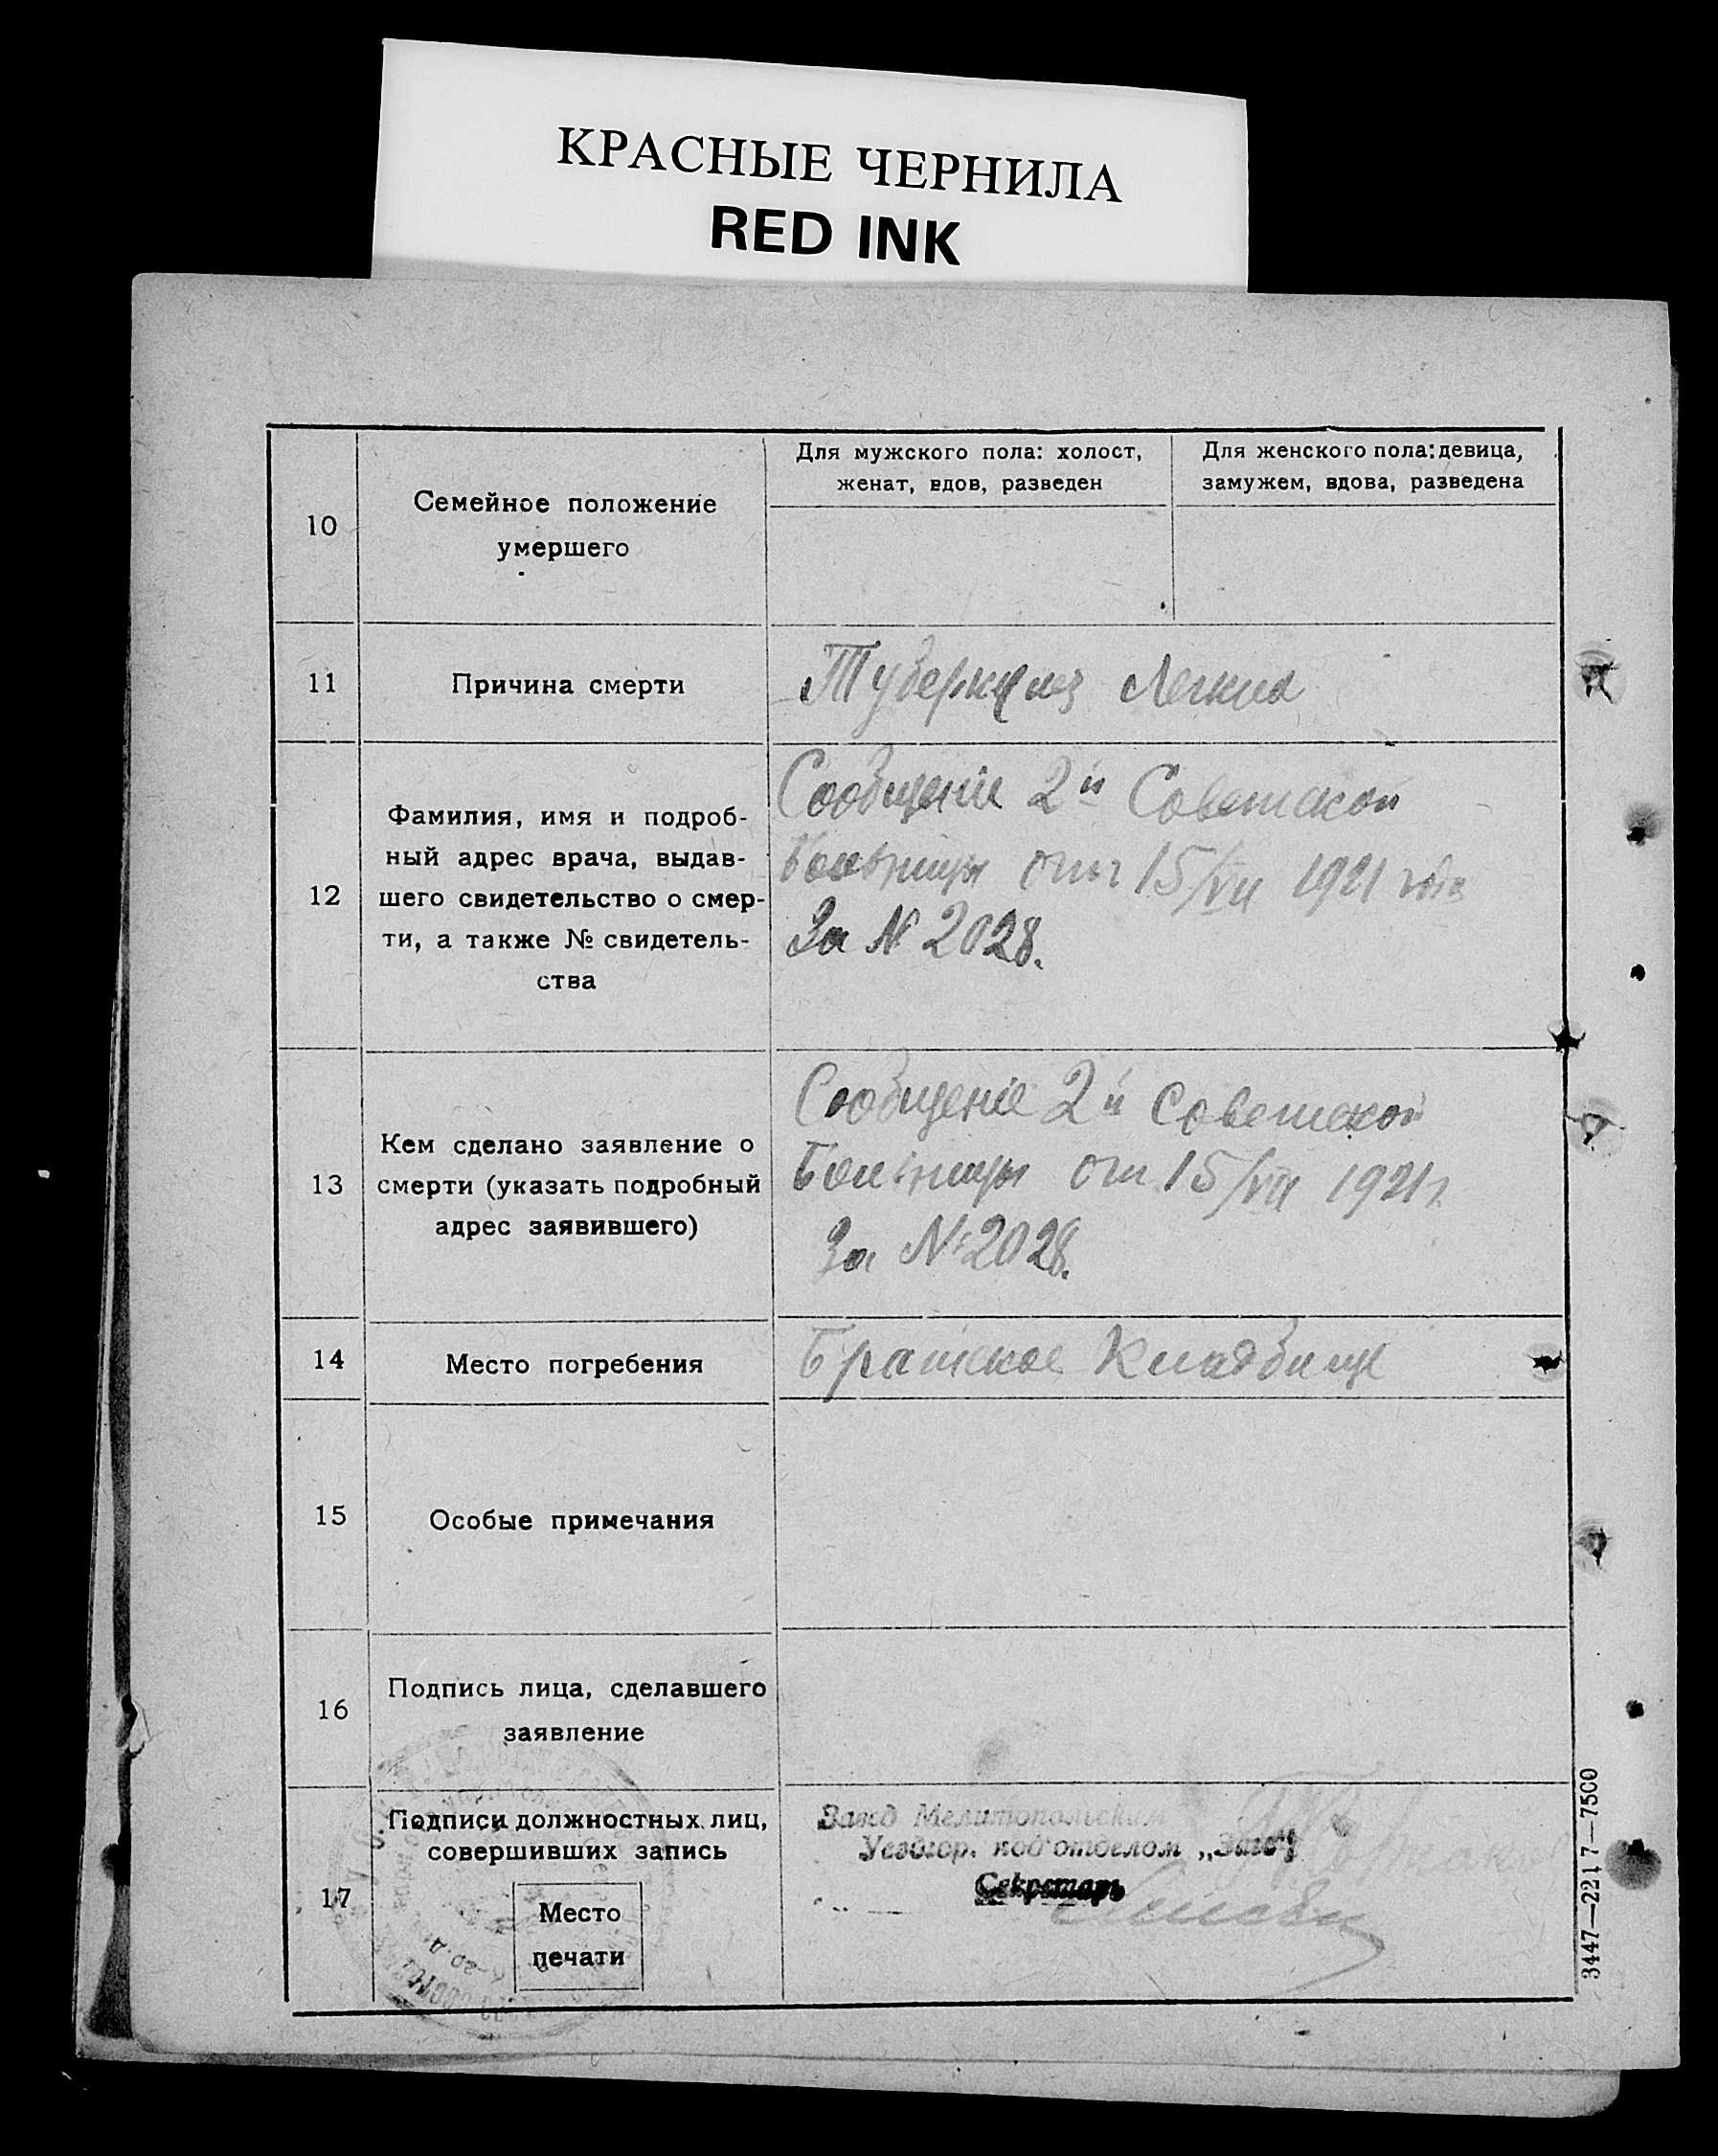 КРАСНЫЕ ЧЕРНИЛА
RED INK
10
Семейное положение
умершего
Для мужского пола: холост,
женат, вдов, разведен
Для женского пола: девица,
замужем, вдова, разведена
11
Причина смерти
Туберкулез Легких
12
Фамилия, имя и подроб-
ный адрес врача, выдав-
шего свидетельство о смер-
ти, а также № свидетель-
ства
Сообщеніе 2й Советской
Больницы от 15/VII 1921 года
За № 2028.
13
Кем сделано заявление о
смерти (указать подробный
адрес заявившего)
Сообщеніе 2й Советской
Больницы от 15/VII 1921 г.
За № 2028.
14
Место погребения
Братское Кладбище
15
Особые примечания
16
Подпись лица, сделавшего
заявление
17
Подписи должностных лиц,
совершивших запись
Место
печати
Завед Мелитопольским
Уездгор. подотделом „Загс“
Секретарь
3447—2217—7500